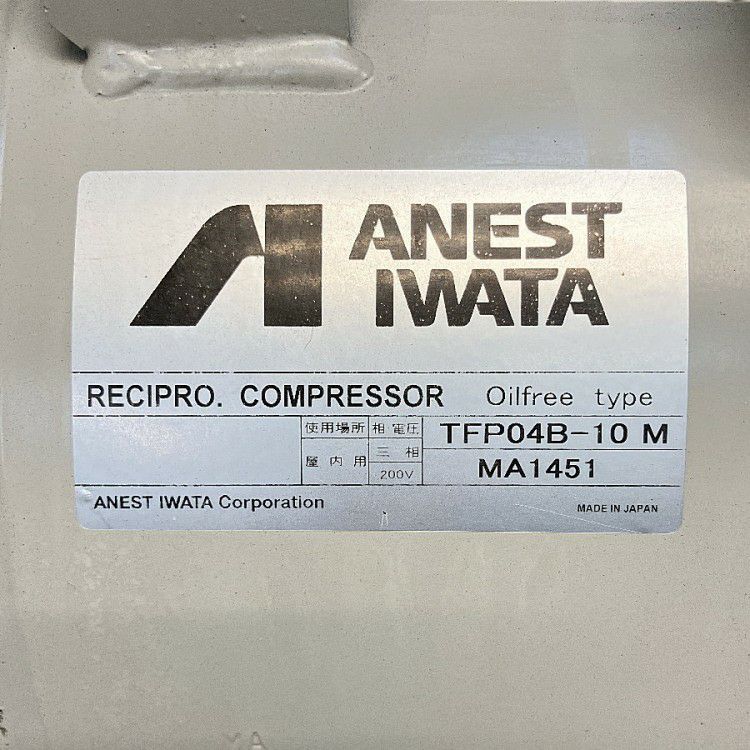 ANEST
IWATA
RECIPRO. COMPRESSOR Oilfree type
使用場所 相・電圧 TFP04B-10 M
屋内用 三相 MA1451
200V
ANEST IWATA Corporation MADE IN JAPAN